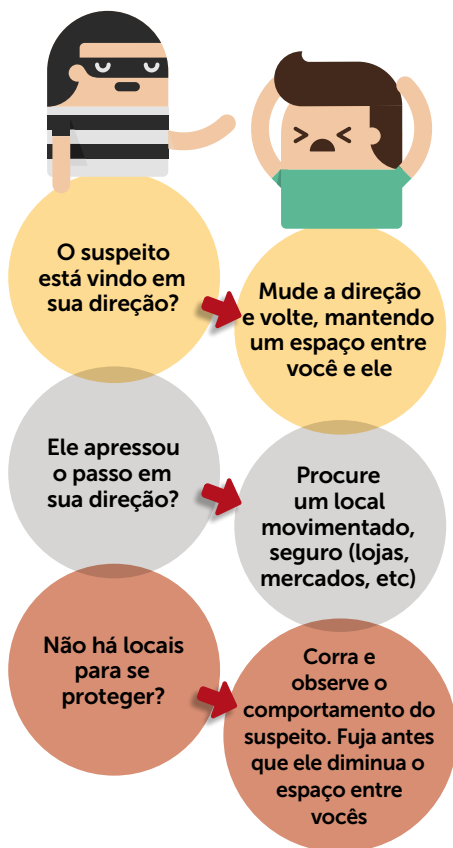 O suspeito
está vindo em
sua direção?
Mude a direção
e volte, mantendo
um espaço entre
você e ele
Ele apressou
o passo em
sua direção?
Procure
um local
movimentado,
seguro (lojas,
mercados, etc)
Não há locais
para se
proteger?
Corra e
observe o
comportamento do
suspeito. Fuja antes
que ele diminua o
espaço entre
vocês